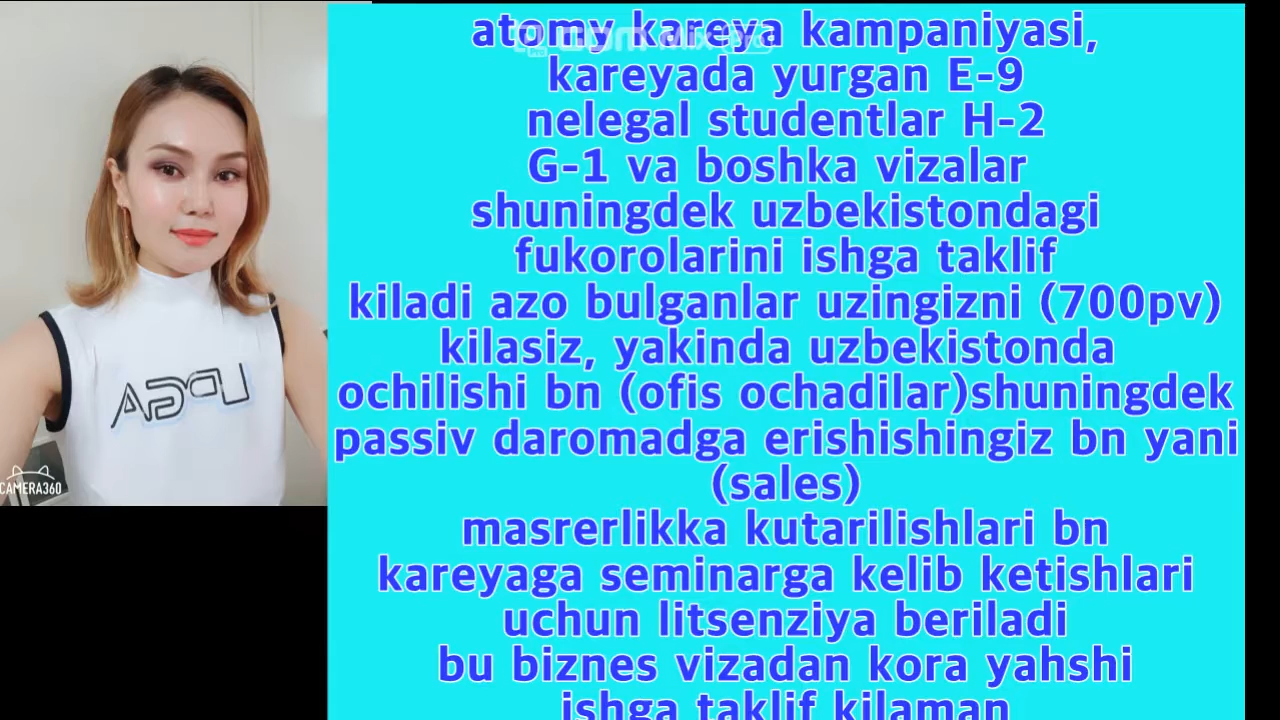 atomy kareya kampaniyasi,
kareyada yurgan E-9
nelegal studentlar H-2
G-1 va boshka vizalar
shuningdek uzbekistondagi
fukorolarini ishga taklif
kiladi azo bulganlar uzingizni (700pv)
kilasiz, yakinda uzbekistonda
ochilishi bn (ofis ochadilar)shuningdek
passiv daromadga erishishingiz bn yani
(sales)
masrerlikka kutarilishlari bn
kareyaga seminarga kelib ketishlari
uchun litsenziya beriladi
bu biznes vizadan kora yahshi
ishga taklif kilaman
CAMERA360